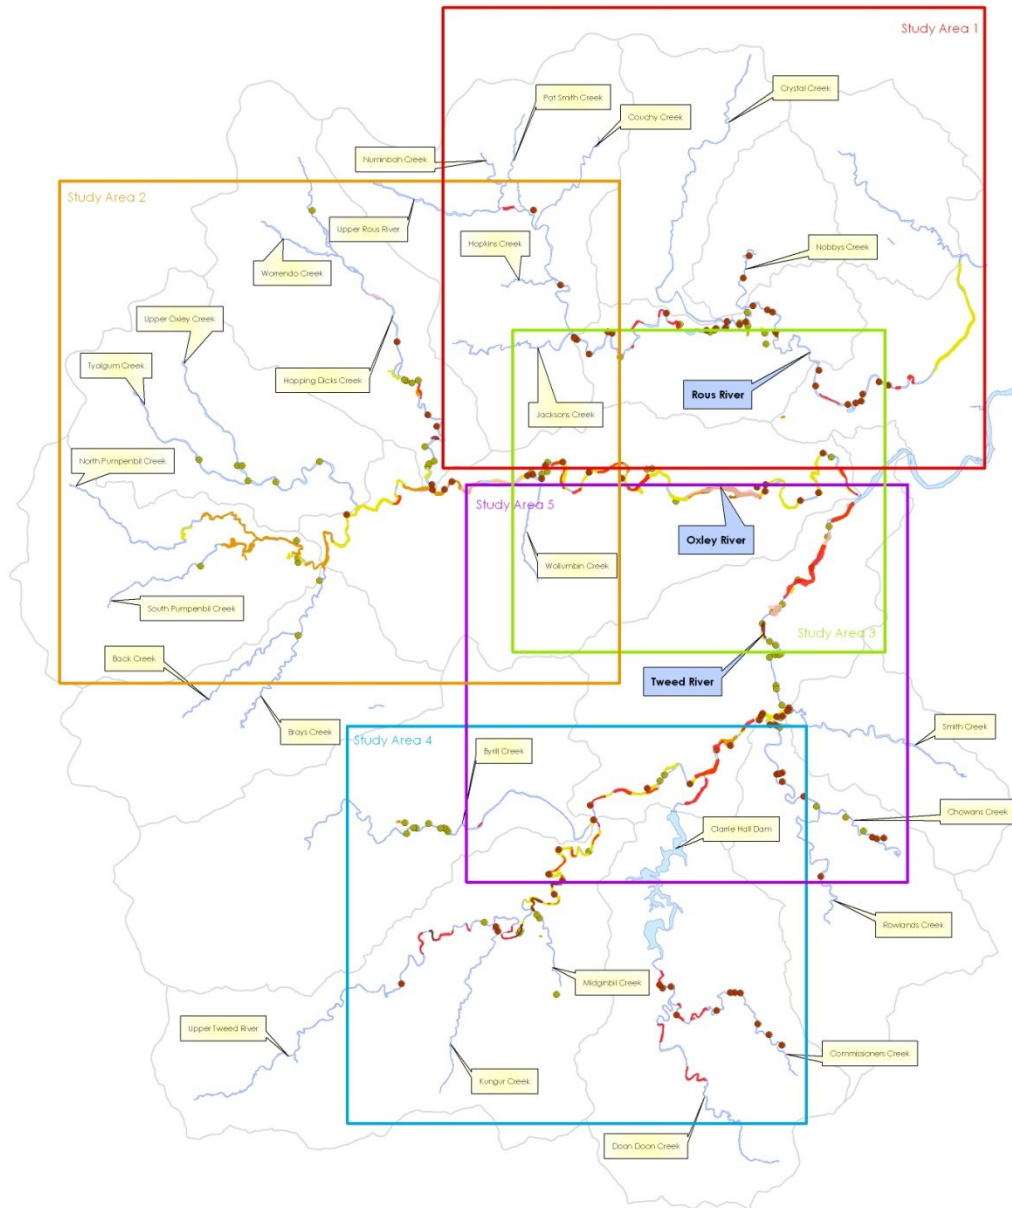 Study Area 1
Pat Smith Creek
Crystal Creek
Couchy Creek
Numinbah Creek
Study Area 2
Upper Rous River
Hopkins Creek
Nobbys Creek
Worrendo Creek
Upper Oxley Creek
Tyalgum Creek
Hopping Dicks Creek
Jacksons Creek
Rous River
North Pumpenbil Creek
Study Area 5
Oxley River
Wollumbin Creek
South Pumpenbil Creek
Study Area 3
Back Creek
Tweed River
Brays Creek
Smith Creek
Study Area 4
Byrill Creek
Chowans Creek
Clarrie Hall Dam
Rowlands Creek
Midginbil Creek
Upper Tweed River
Commissioners Creek
Kungur Creek
Doon Doon Creek